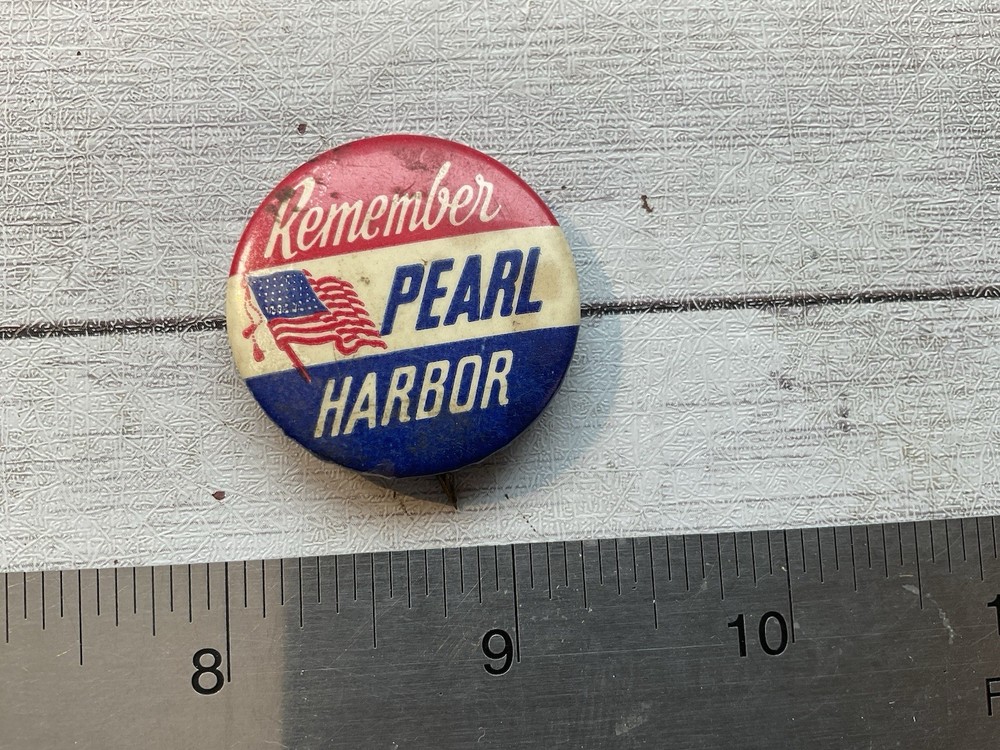 Remember
PEARL
HARBOR
8 9 10